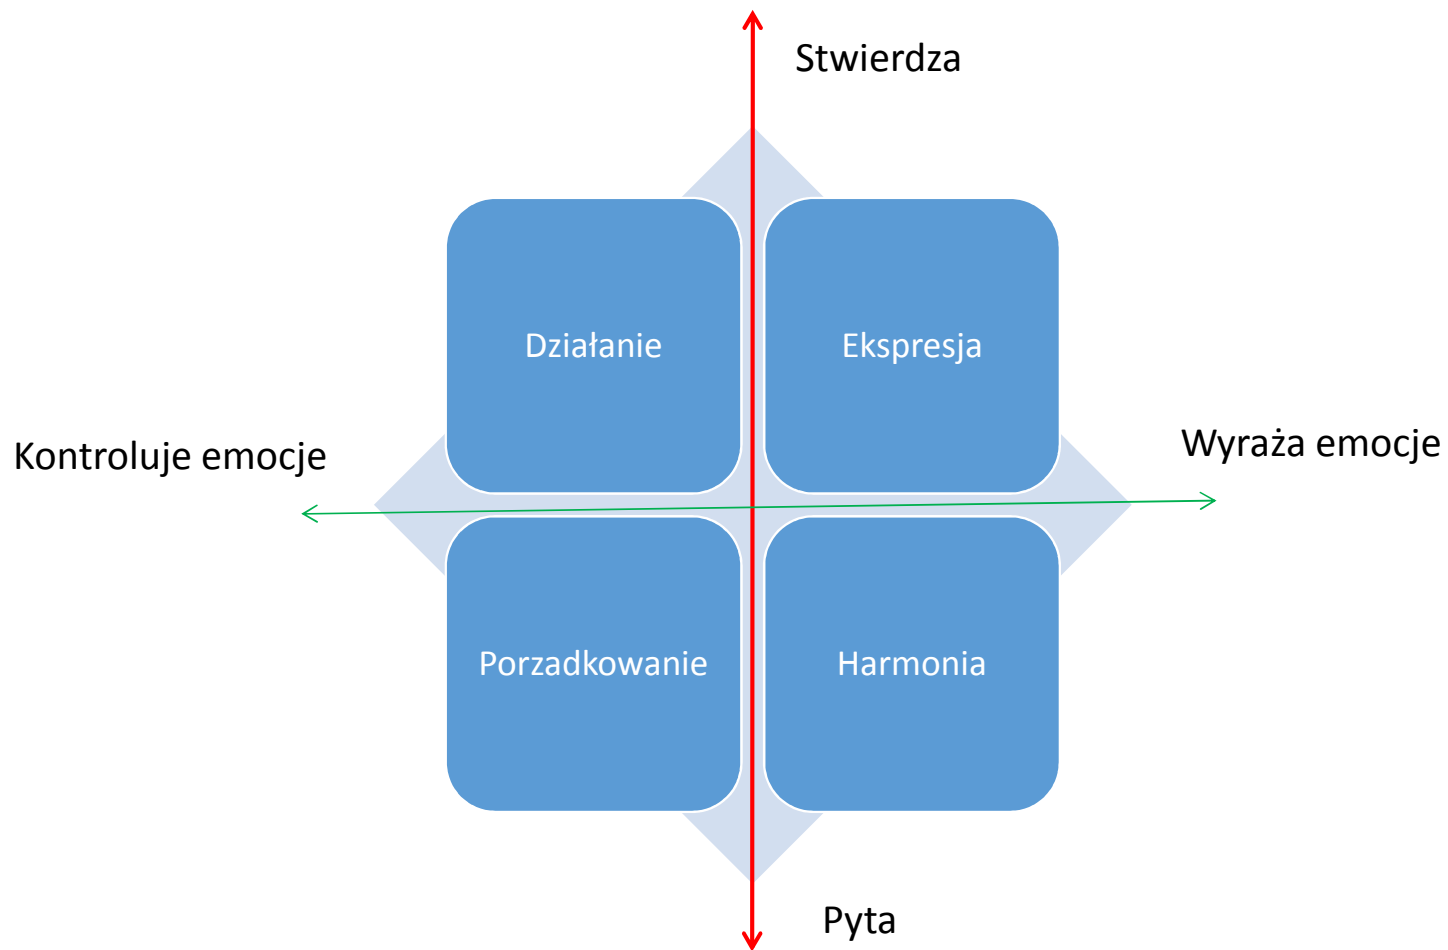 Stwierdza
Działanie
Ekspresja
Kontroluje emocje
Wyraża emocje
Porzadkowanie
Harmonia
Pyta